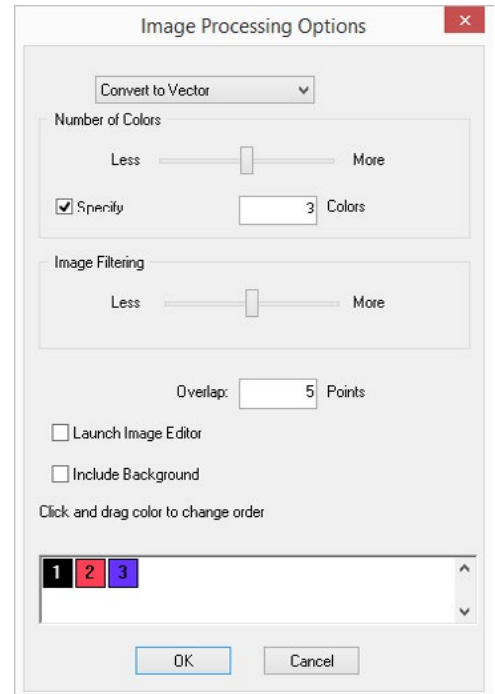 Image Processing Options
Convert to Vector
Number of Colors
Less More
Specify 3 Colors
Image Filtering
Less More
Overlap: 5 Points
Launch Image Editor
Include Background
Click and drag color to change order
1 2 3
OK Cancel